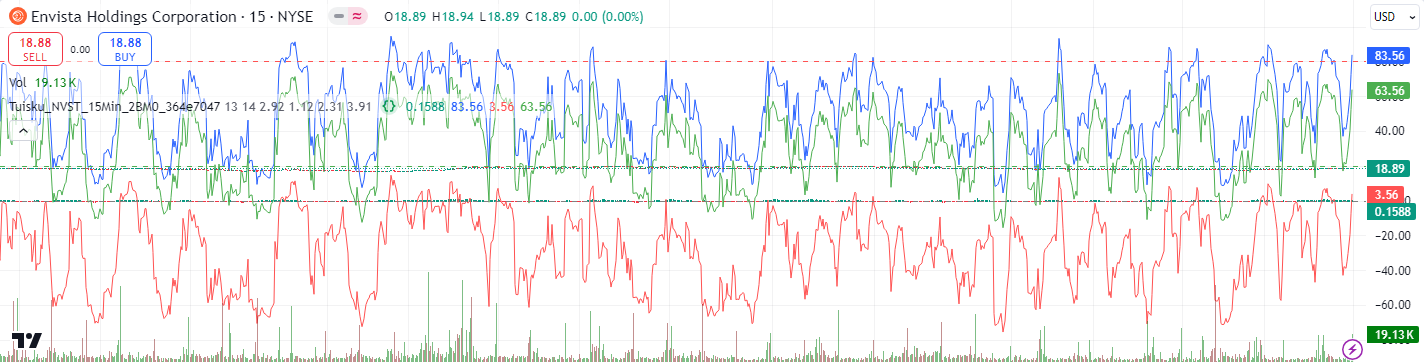 Envista Holdings Corporation · 15 · NYSE O18.89 H18.94 L18.89 C18.89 0.00 (0.00%)
USD
18.88 SELL
0.00
18.88 BUY
Vol 19.13 K
Tuisku_NVST_15Min_2BM0_364e7047 13 14 2.92 1.12 2.31 3.91 {} 0.1588 83.56 3.56 63.56
83.56
63.56
40.00
18.89
3.56
0.1588
−20.00
−40.00
−60.00
19.13 K